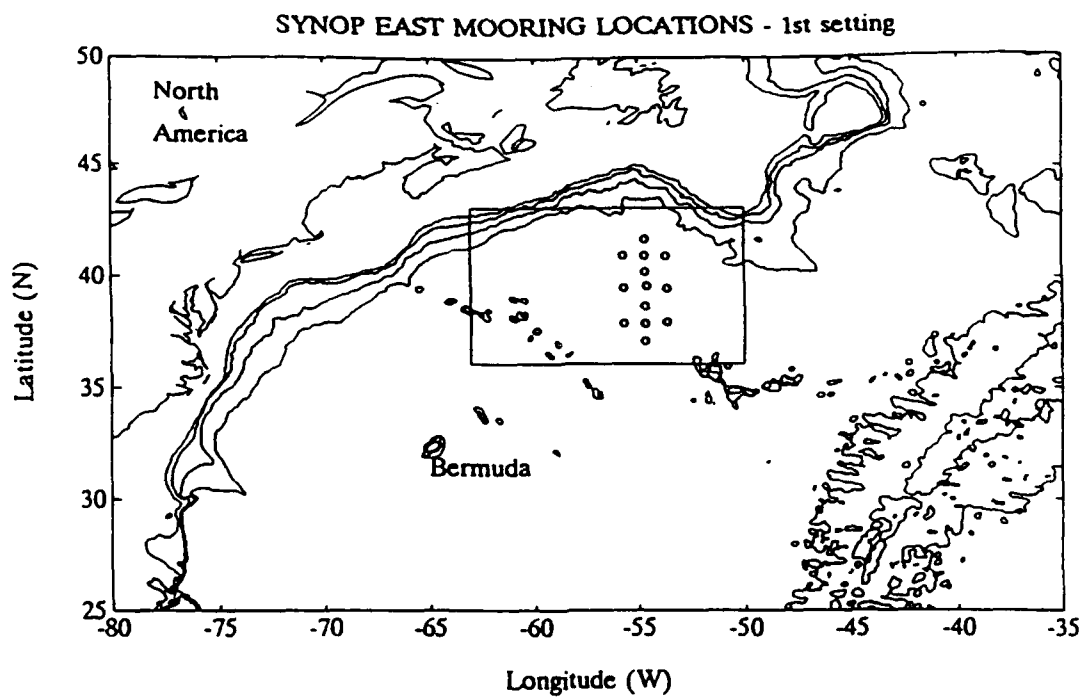 SYNOP EAST MOORING LOCATIONS - 1st setting
50
45
40
35
30
25
Latitude (N)
North
America
Bermuda
-80 -75 -70 -65 -60 -55 -50 -45 -40 -35
Longitude (W)